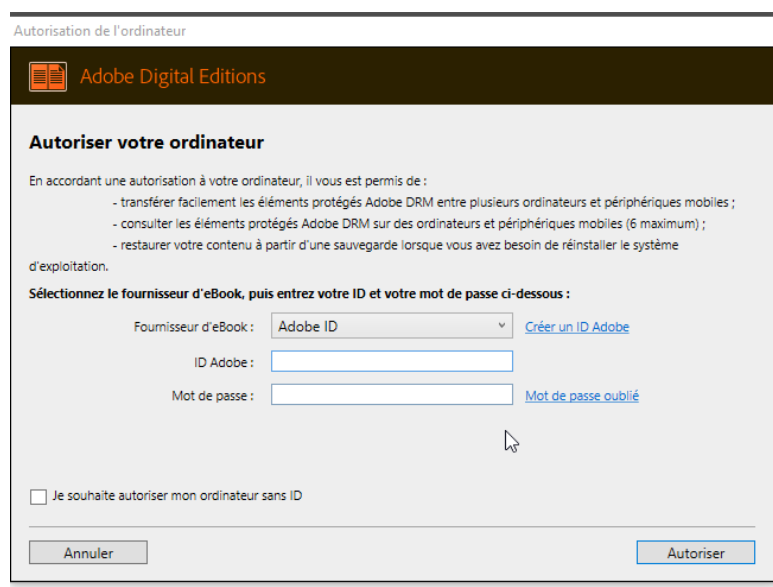 Autorisation de l'ordinateur
Adobe Digital Editions
Autoriser votre ordinateur
En accordant une autorisation à votre ordinateur, il vous est permis de :
- transférer facilement les éléments protégés Adobe DRM entre plusieurs ordinateurs et périphériques mobiles ;
- consulter les éléments protégés Adobe DRM sur des ordinateurs et périphériques mobiles (6 maximum) ;
- restaurer votre contenu à partir d'une sauvegarde lorsque vous avez besoin de réinstaller le système
d'exploitation.
Sélectionnez le fournisseur d'eBook, puis entrez votre ID et votre mot de passe ci-dessous :
Fournisseur d'eBook : Adobe ID Créer un ID Adobe
ID Adobe :
Mot de passe : Mot de passe oublié
Je souhaite autoriser mon ordinateur sans ID
Annuler Autoriser